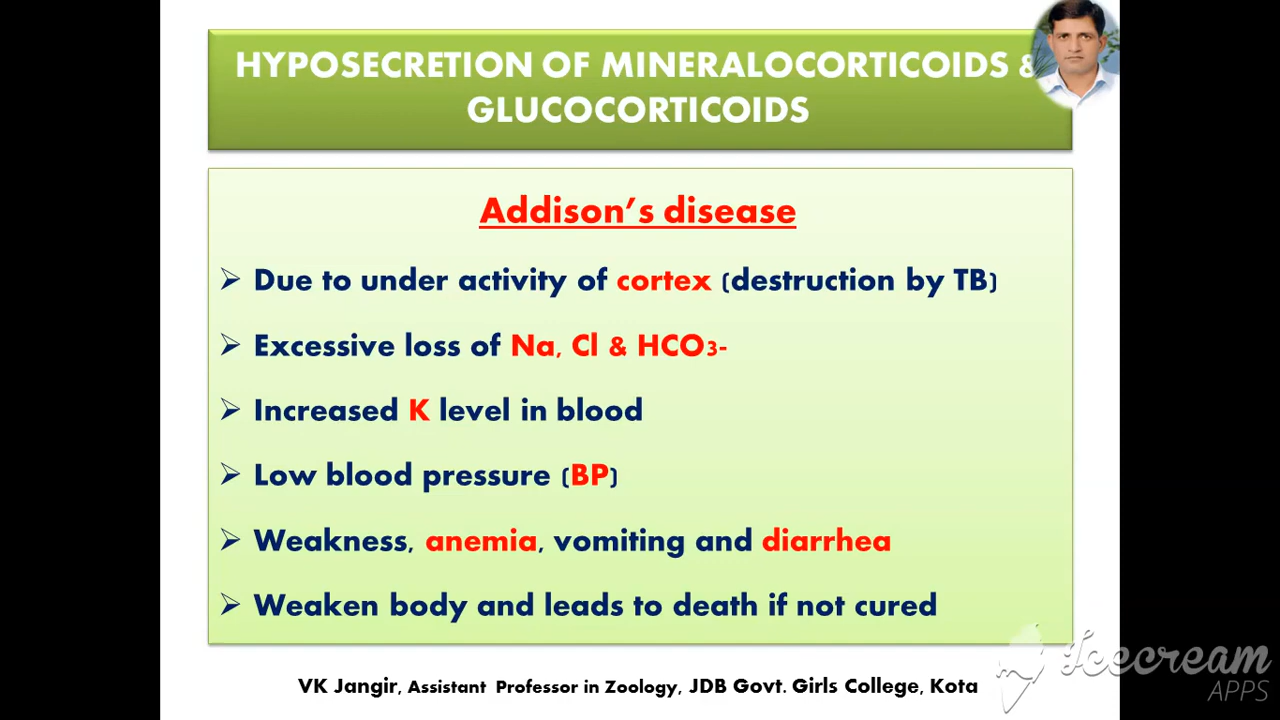 HYPOSECRETION OF MINERALOCORTICOIDS &
GLUCOCORTICOIDS
Addison's disease
➢ Due to under activity of cortex (destruction by TB)
➢ Excessive loss of Na, Cl & HCO3-
➢ Increased K level in blood
➢ Low blood pressure (BP)
➢ Weakness, anemia, vomiting and diarrhea
➢ Weaken body and leads to death if not cured
VK Jangir, Assistant Professor in Zoology, JDB Govt. Girls College, Kota
Icecream
APPS